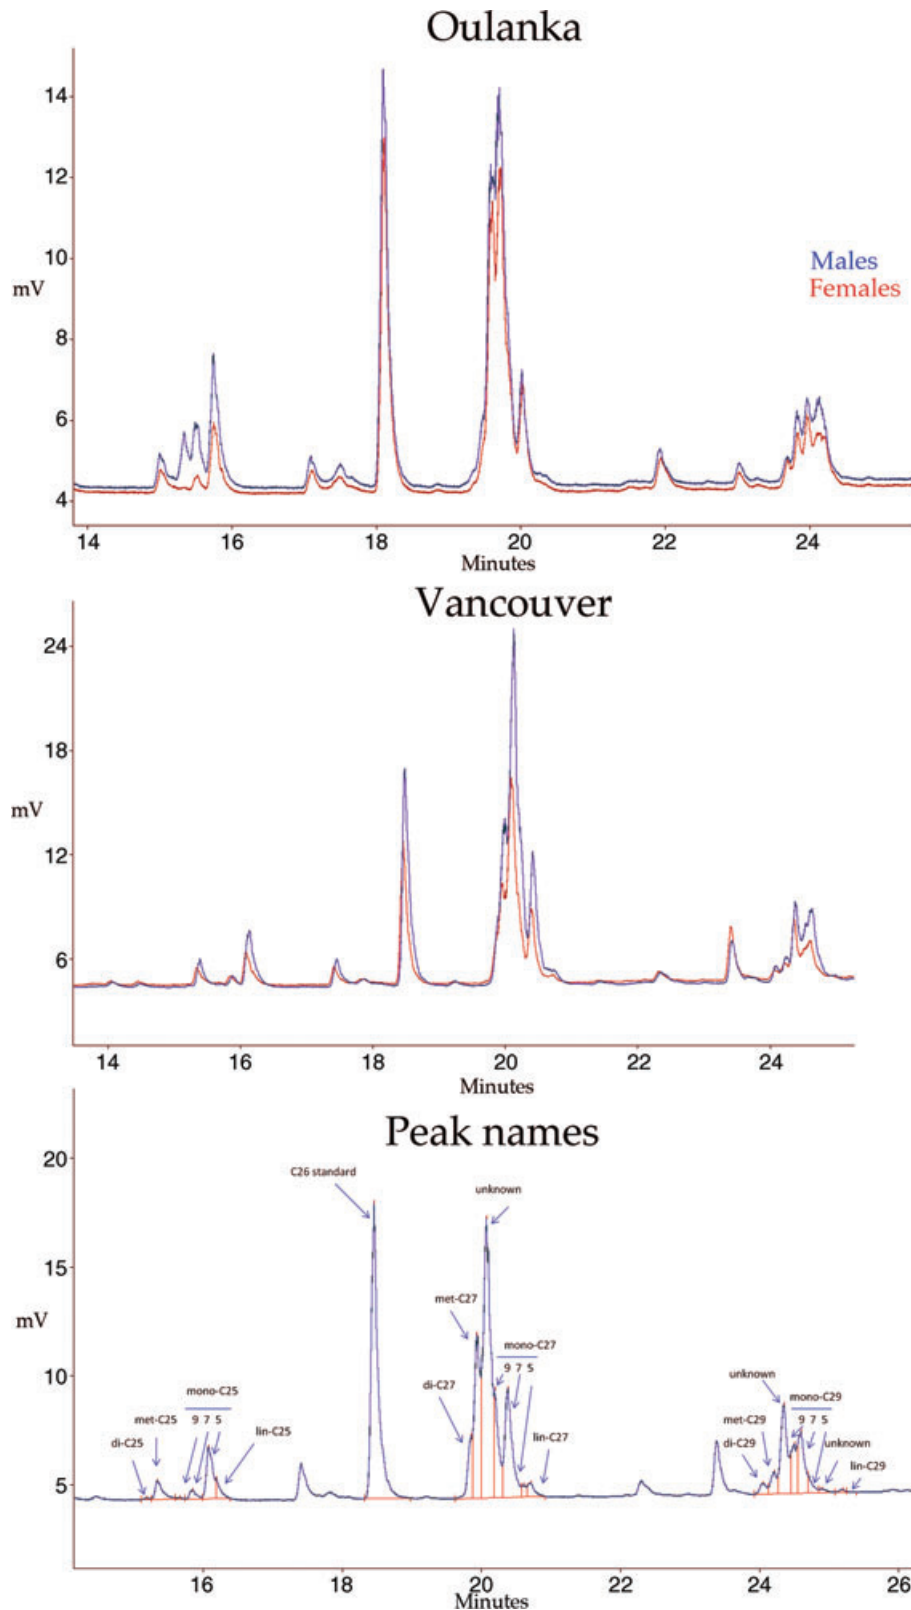 Oulanka
14
12
10
8
6
4
mV
Males
Females
14 16 18 20 22 24
Minutes
Vancouver
24
18
12
6
mV
14 16 18 20 22 24
Minutes
Peak names
20
15
10
5
mV
C26 standard
unknown
met-C27
mono-C27
9 7 5
di-C27
lin-C27
mono-C25
met-C25
9 7 5
di-C25
lin-C25
unknown
mono-C29
met-C29
9 7 5
di-C29
unknown
lin-C29
16 18 20 22 24 26
Minutes